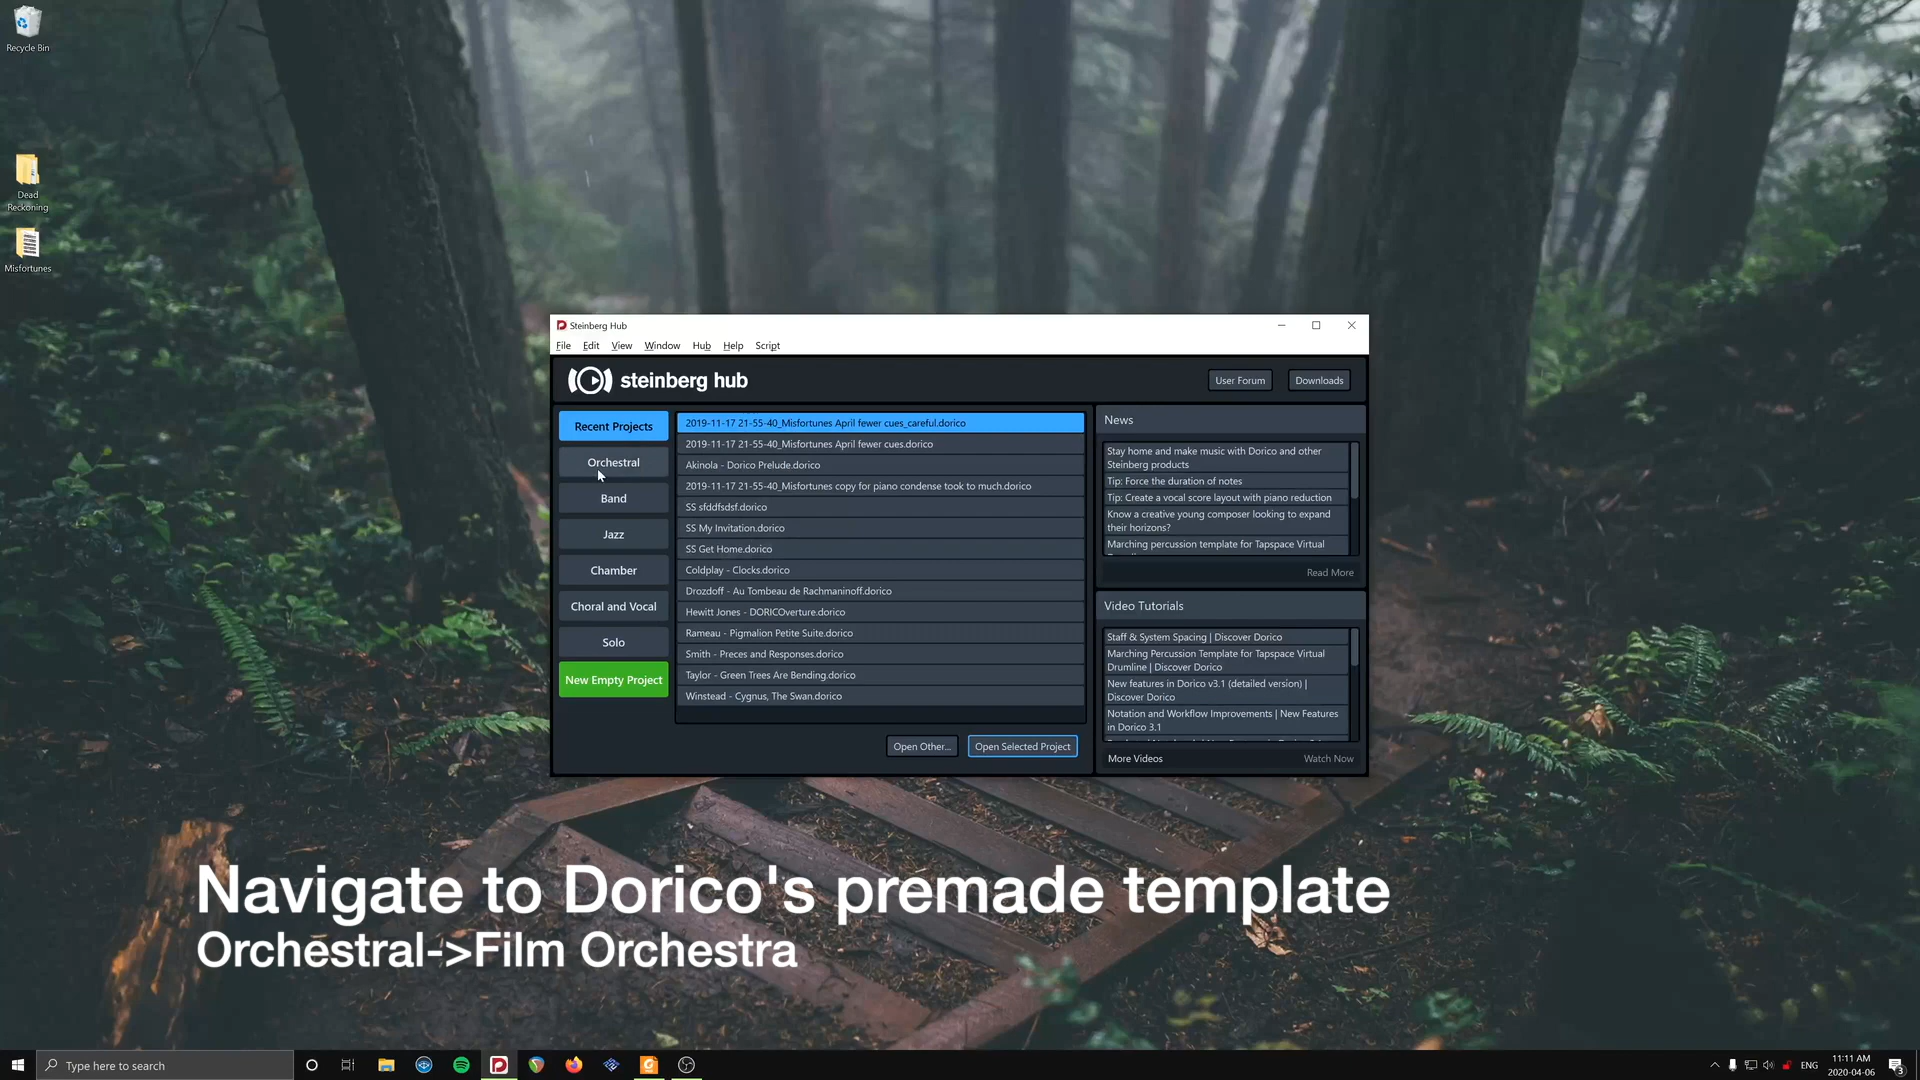 Recycle Bin
Dead
Reckoning
Misfortunes
Steinberg Hub
File Edit View Window Hub Help Script
steinberg hub
User Forum
Downloads
Recent Projects
Orchestral
Band
Jazz
Chamber
Choral and Vocal
Solo
New Empty Project
2019-11-17 21-55-40_Misfortunes April fewer cues_careful.dorico
2019-11-17 21-55-40_Misfortunes April fewer cues.dorico
Akinola - Dorico Prelude.dorico
2019-11-17 21-55-40_Misfortunes copy for piano condense took to much.dorico
SS sfddfsdsf.dorico
SS My Invitation.dorico
SS Get Home.dorico
Coldplay - Clocks.dorico
Drozdoff - Au Tombeau de Rachmaninoff.dorico
Hewitt Jones - DORICOverture.dorico
Rameau - Pigmalion Petite Suite.dorico
Smith - Preces and Responses.dorico
Taylor - Green Trees Are Bending.dorico
Winstead - Cygnus, The Swan.dorico
Open Other...
Open Selected Project
News
Stay home and make music with Dorico and other
Steinberg products
Tip: Force the duration of notes
Tip: Create a vocal score layout with piano reduction
Know a creative young composer looking to expand
their horizons?
Marching percussion template for Tapspace Virtual
Read More
Video Tutorials
Staff & System Spacing | Discover Dorico
Marching Percussion Template for Tapspace Virtual
Drumline | Discover Dorico
New features in Dorico v3.1 (detailed version) |
Discover Dorico
Notation and Workflow Improvements | New Features
in Dorico 3.1
More Videos
Watch Now
Navigate to Dorico's premade template
Orchestral->Film Orchestra
Type here to search
ENG
11:11 AM
2020-04-06
3